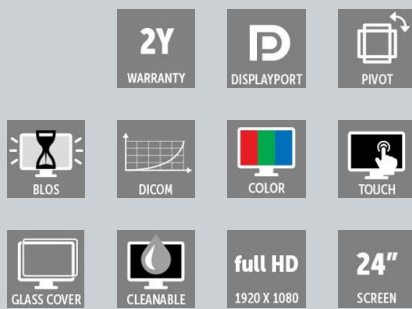 2Y
WARRANTY
DISPLAYPORT
PIVOT
BLOS
DICOM
COLOR
TOUCH
GLASS COVER
CLEANABLE
full HD
1920 X 1080
24"
SCREEN